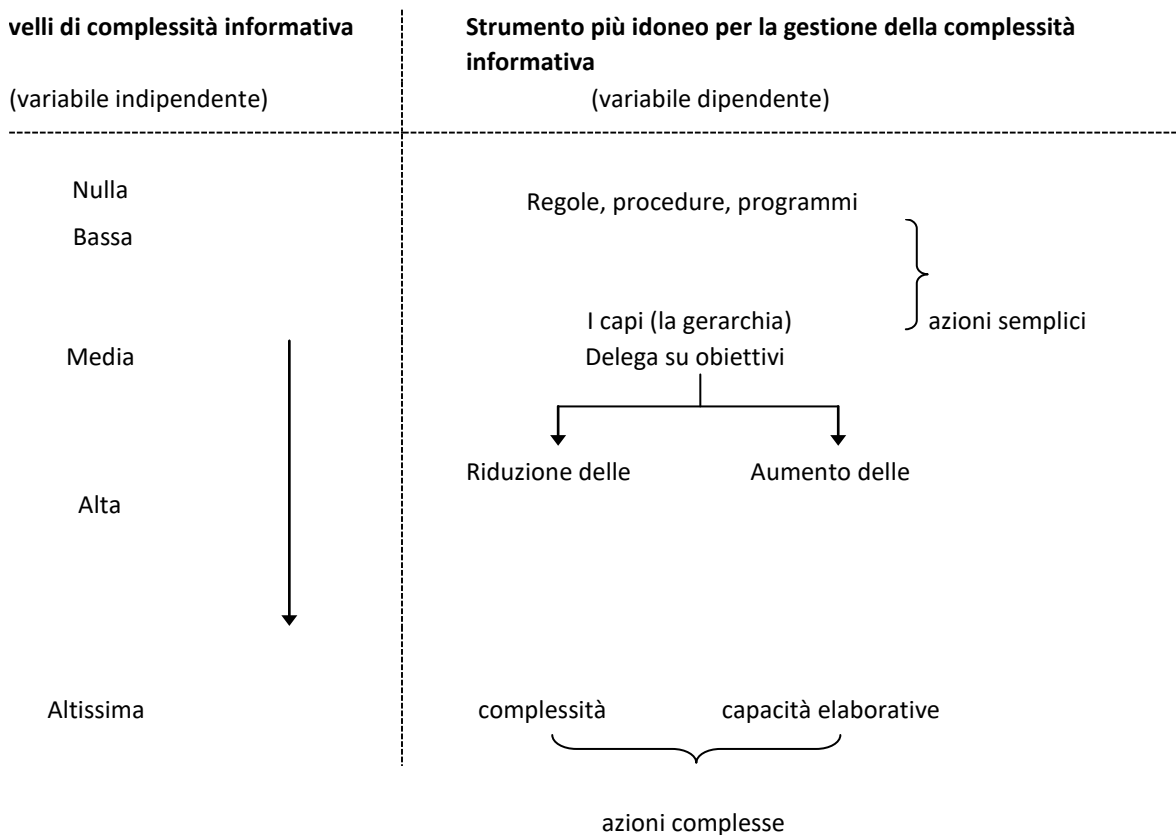 velli di complessità informativa
Strumento più idoneo per la gestione della complessità
informativa
(variabile indipendente)
(variabile dipendente)
Nulla
Regole, procedure, programmi
Bassa
I capi (la gerarchia)
azioni semplici
Media
Delega su obiettivi
Riduzione delle
Aumento delle
Alta
Altissima
complessità
capacità elaborative
azioni complesse